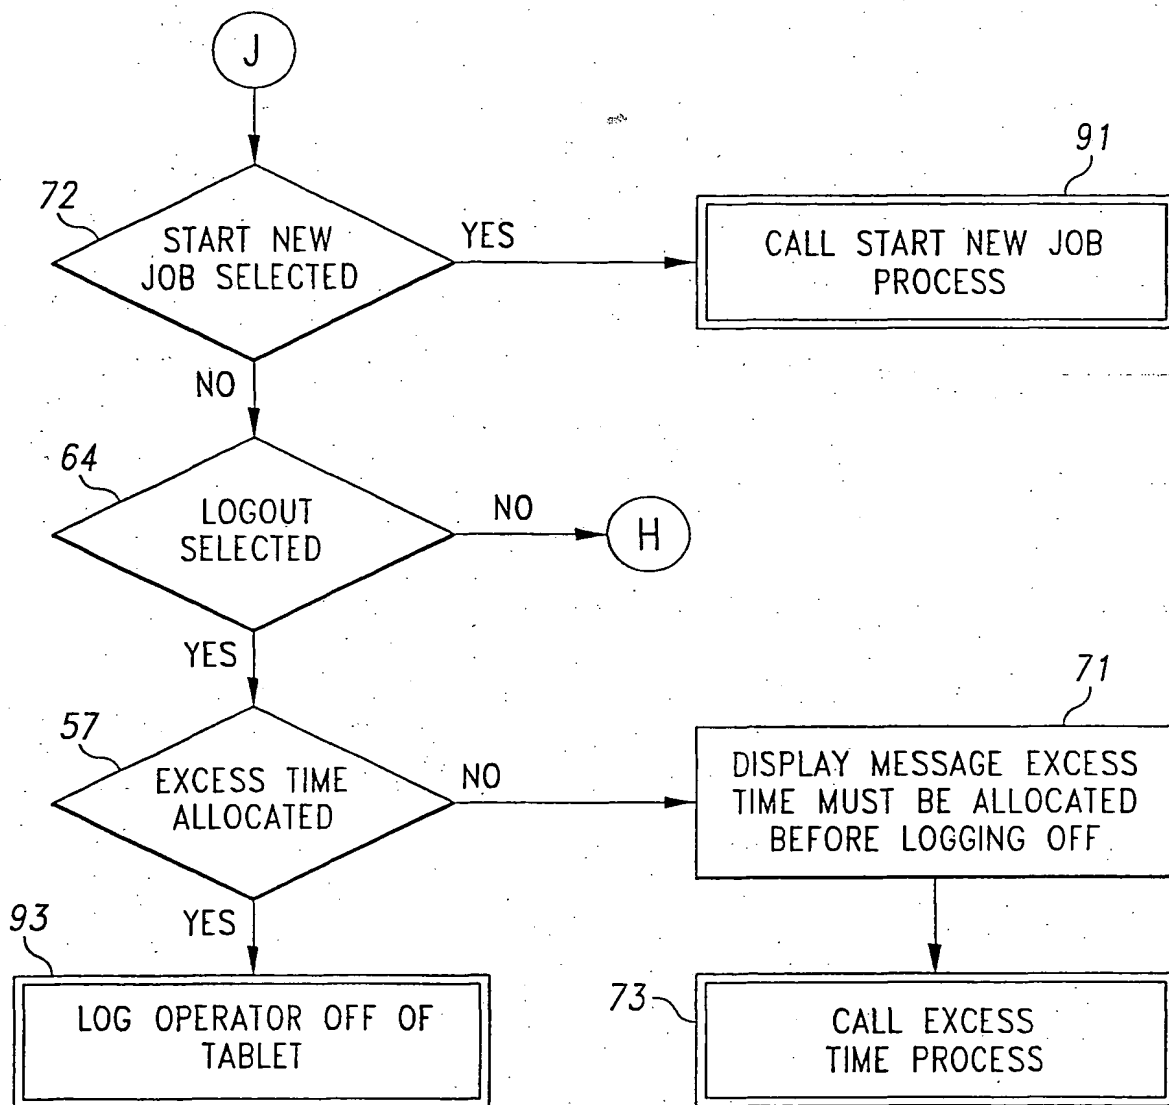 J
72
START NEW
JOB SELECTED
YES
91
CALL START NEW JOB
PROCESS
NO
64
LOGOUT
SELECTED
NO
H
YES
57
EXCESS TIME
ALLOCATED
NO
71
DISPLAY MESSAGE EXCESS
TIME MUST BE ALLOCATED
BEFORE LOGGING OFF
YES
93
LOG OPERATOR OFF OF
TABLET
73
CALL EXCESS
TIME PROCESS